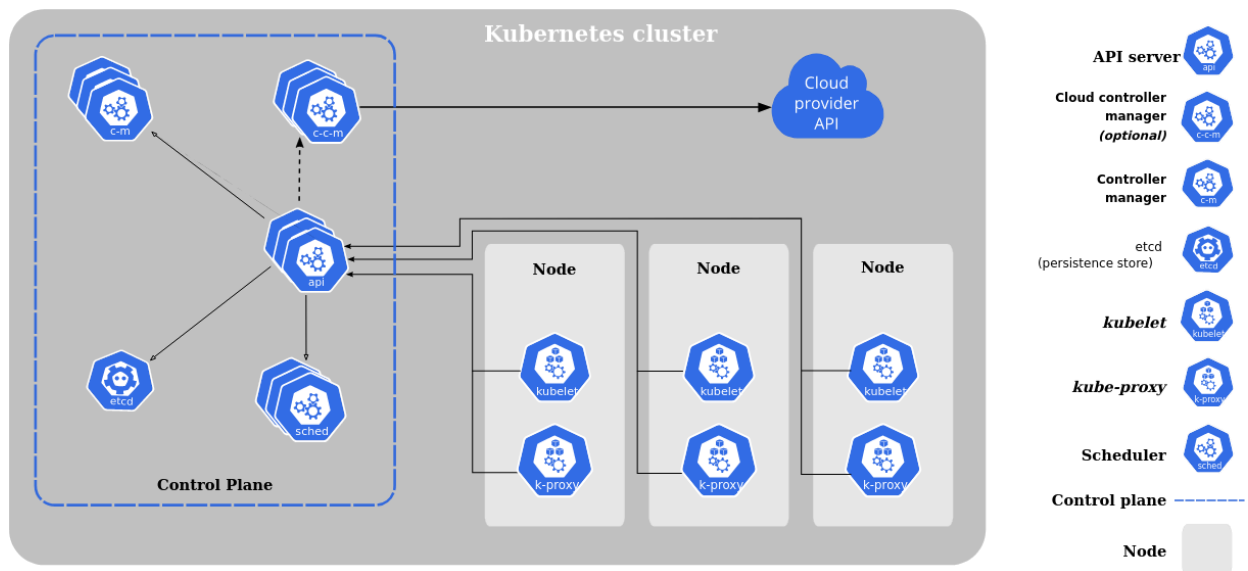 Kubernetes cluster
c-m
c-c-m
Cloud
provider
API
api
etcd
sched
Control Plane
Node
Node
Node
kubelet
kubelet
kubelet
k-proxy
k-proxy
k-proxy
API server
api
Cloud controller
manager
(optional)
c-c-m
Controller
manager
c-m
etcd
(persistence store)
etcd
kubelet
kubelet
kube-proxy
k-proxy
Scheduler
sched
Control plane
Node